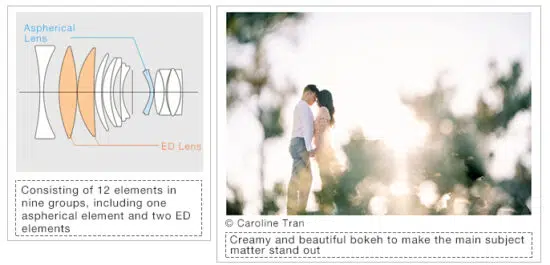 Aspherical
Lens
ED Lens
Consisting of 12 elements in
nine groups, including one
aspherical element and two ED
elements
© Caroline Tran
Creamy and beautiful bokeh to make the main subject
matter stand out